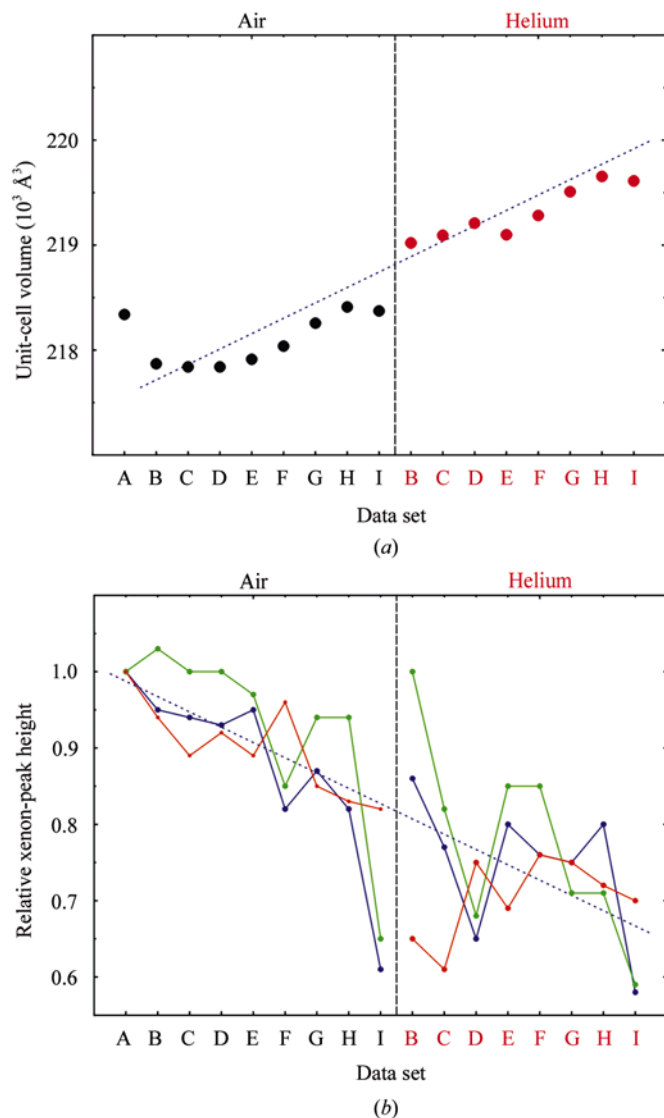 Air Helium
220
219
218
Unit-cell volume (10³ Å³)
A B C D E F G H I B C D E F G H I
Data set
(a)
Air Helium
1.0
0.9
0.8
0.7
0.6
Relative xenon-peak height
A B C D E F G H I B C D E F G H I
Data set
(b)